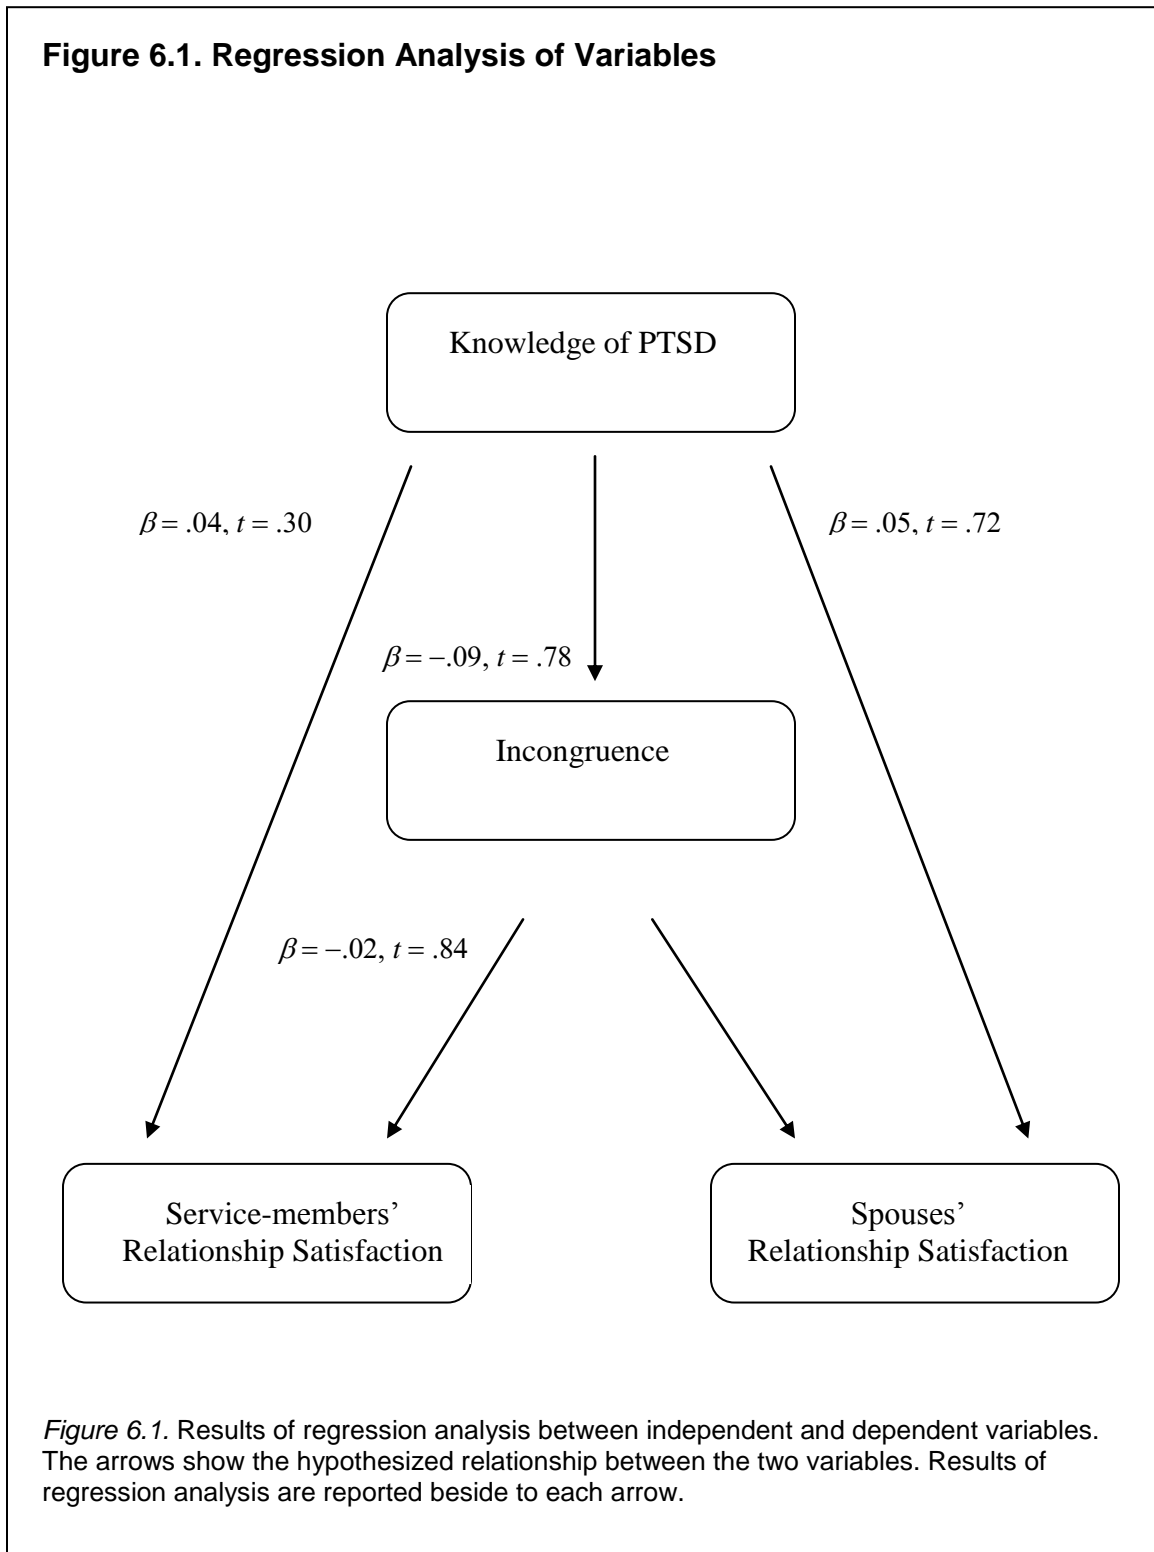 Figure 6.1. Regression Analysis of Variables
Knowledge of PTSD
β = .04, t = .30
β = .05, t = .72
β = −.09, t = .78
Incongruence
β = −.02, t = .84
Service-members’
Relationship Satisfaction
Spouses’
Relationship Satisfaction
Figure 6.1. Results of regression analysis between independent and dependent variables.
The arrows show the hypothesized relationship between the two variables. Results of
regression analysis are reported beside to each arrow.